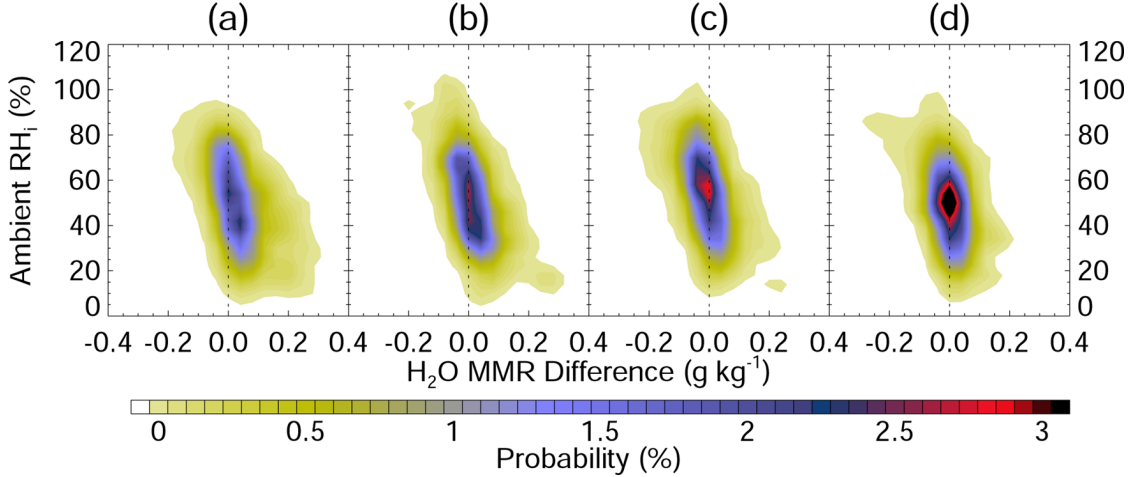 (a) (b) (c) (d)
120 120
100 100
80 80
60 60
40 40
20 20
0 0
Ambient RHi (%)
-0.4 -0.2 0.0 0.2 -0.4 -0.2 0.0 0.2 -0.4 -0.2 0.0 0.2 -0.4 -0.2 0.0 0.2 0.4
H2O MMR Difference (g kg-1)
0 0.5 1 1.5 2 2.5 3
Probability (%)